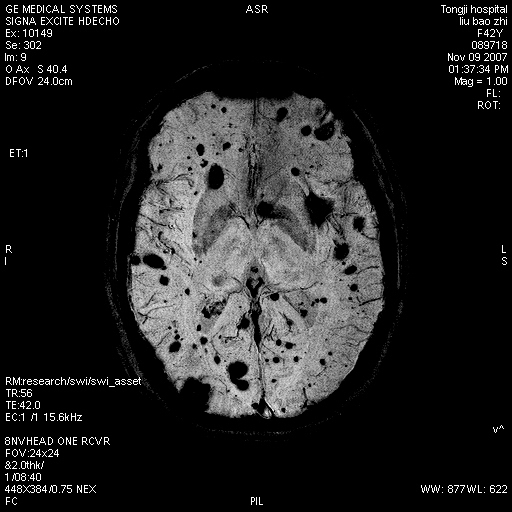 GE MEDICAL SYSTEMS
SIGNA EXCITE HDECHO
Ex: 10149
Se: 302
Im: 9
O Ax S 40.4
DFOV 24.0cm
ASR
Tongji hospital
liu bao zhi
F42Y
089718
Nov 09 2007
01:37:34 PM
Mag = 1.00
FL:
ROT:
ET:1
R
I
L
S
RM:research/swi/swi_asset
TR:56
TE:42.0
EC:1 /1 15.6kHz
8NVHEAD ONE RCVR
FOV:24x24
&2.0thk/
1/08:40
448X384/0.75 NEX
FC
PIL
v^
WW: 877WL: 622